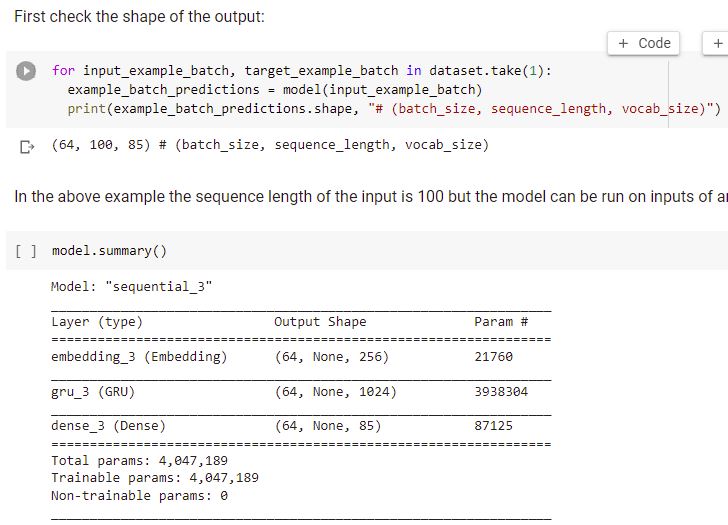 First check the shape of the output:
+ Code
+
for input_example_batch, target_example_batch in dataset.take(1):
example_batch_predictions = model(input_example_batch)
print(example_batch_predictions.shape, "# (batch_size, sequence_length, vocab_size)")
(64, 100, 85) # (batch_size, sequence_length, vocab_size)
In the above example the sequence length of the input is 100 but the model can be run on inputs of
[ ] model.summary()
Model: "sequential_3"
Layer (type) Output Shape Param #
embedding_3 (Embedding) (64, None, 256) 21760
gru_3 (GRU) (64, None, 1024) 3938304
dense_3 (Dense) (64, None, 85) 87125
Total params: 4,047,189
Trainable params: 4,047,189
Non-trainable params: 0